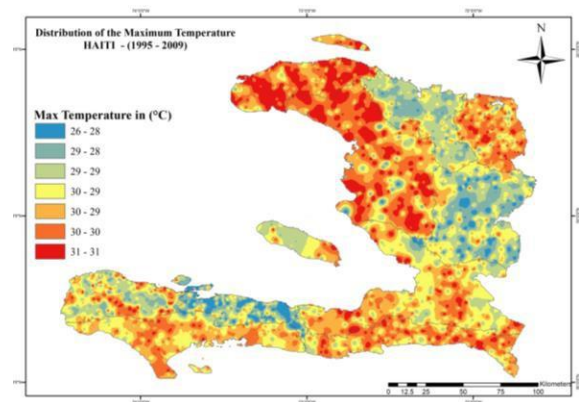 Distribution of the Maximum Temperature
HAITI - (1995 - 2009)
N
Max Temperature in (°C)
26 - 28
29 - 28
29 - 29
30 - 29
30 - 29
30 - 30
31 - 31
Kilometers
0 12.5 25 50 75 100